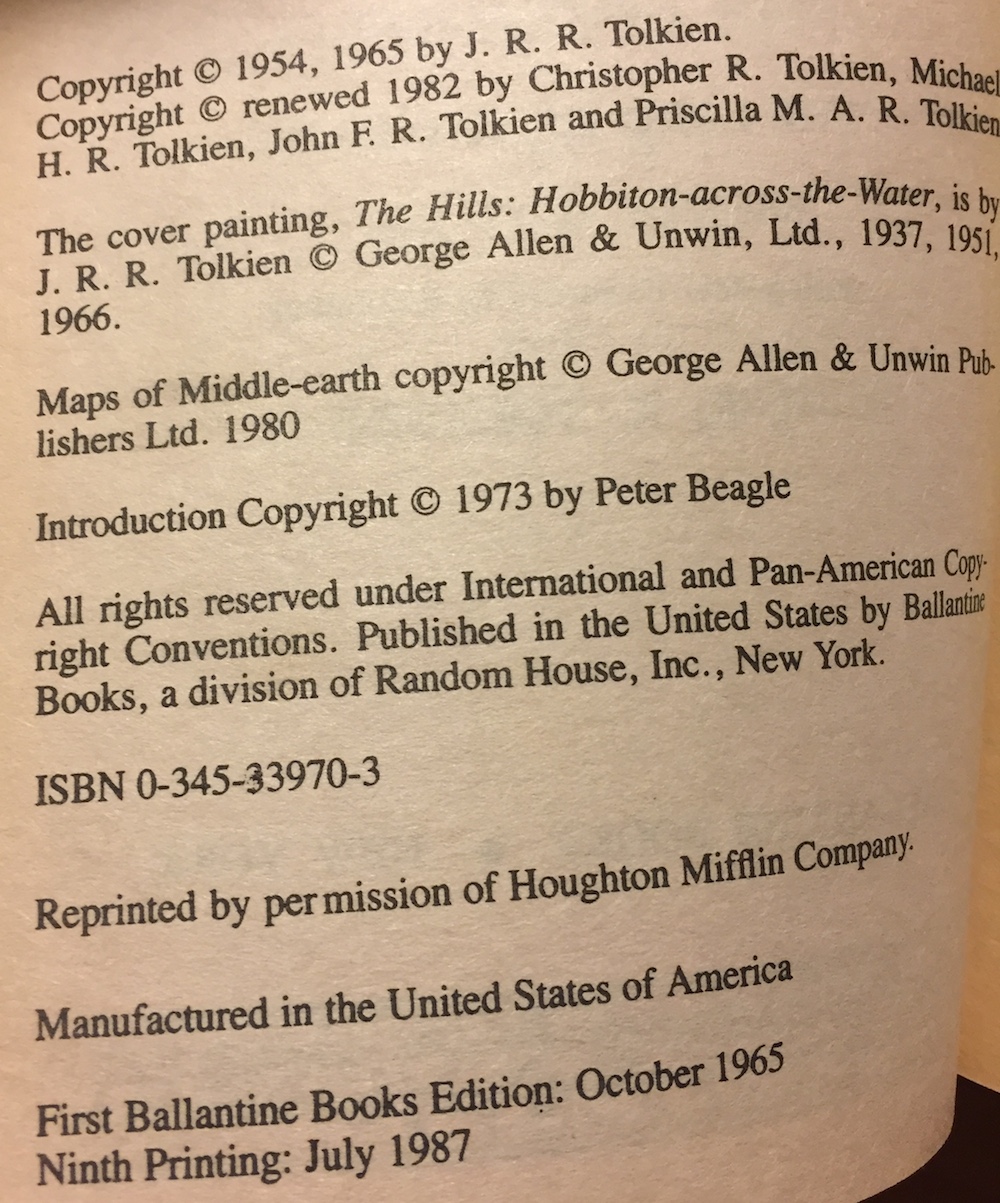 Copyright © 1954, 1965 by J. R. R. Tolkien.
Copyright © renewed 1982 by Christopher R. Tolkien, Michael
H. R. Tolkien, John F. R. Tolkien and Priscilla M. A. R. Tolkien
The cover painting, The Hills: Hobbiton-across-the-Water, is by
J. R. R. Tolkien © George Allen & Unwin, Ltd., 1937, 1951,
1966.
Maps of Middle-earth copyright © George Allen & Unwin Pub-
lishers Ltd. 1980
Introduction Copyright © 1973 by Peter Beagle
All rights reserved under International and Pan-American Copy-
right Conventions. Published in the United States by Ballantine
Books, a division of Random House, Inc., New York.
ISBN 0-345-33970-3
Reprinted by permission of Houghton Mifflin Company.
Manufactured in the United States of America
First Ballantine Books Edition: October 1965
Ninth Printing: July 1987